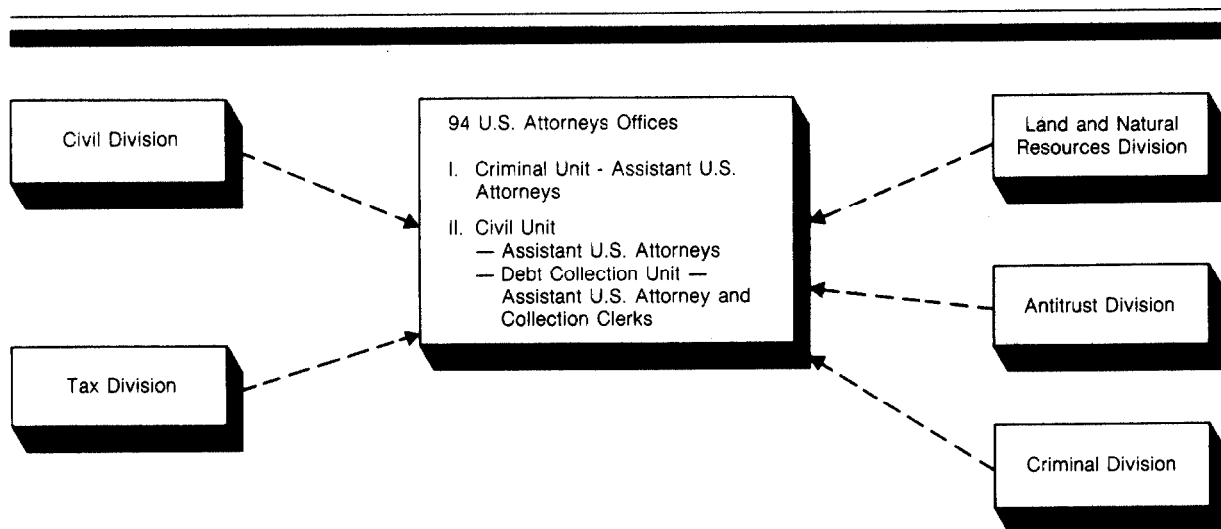 Civil Division
Tax Division
94 U.S. Attorneys Offices
I. Criminal Unit - Assistant U.S.
Attorneys
II. Civil Unit
— Assistant U.S. Attorneys
— Debt Collection Unit —
Assistant U.S. Attorney and
Collection Clerks
Land and Natural
Resources Division
Antitrust Division
Criminal Division